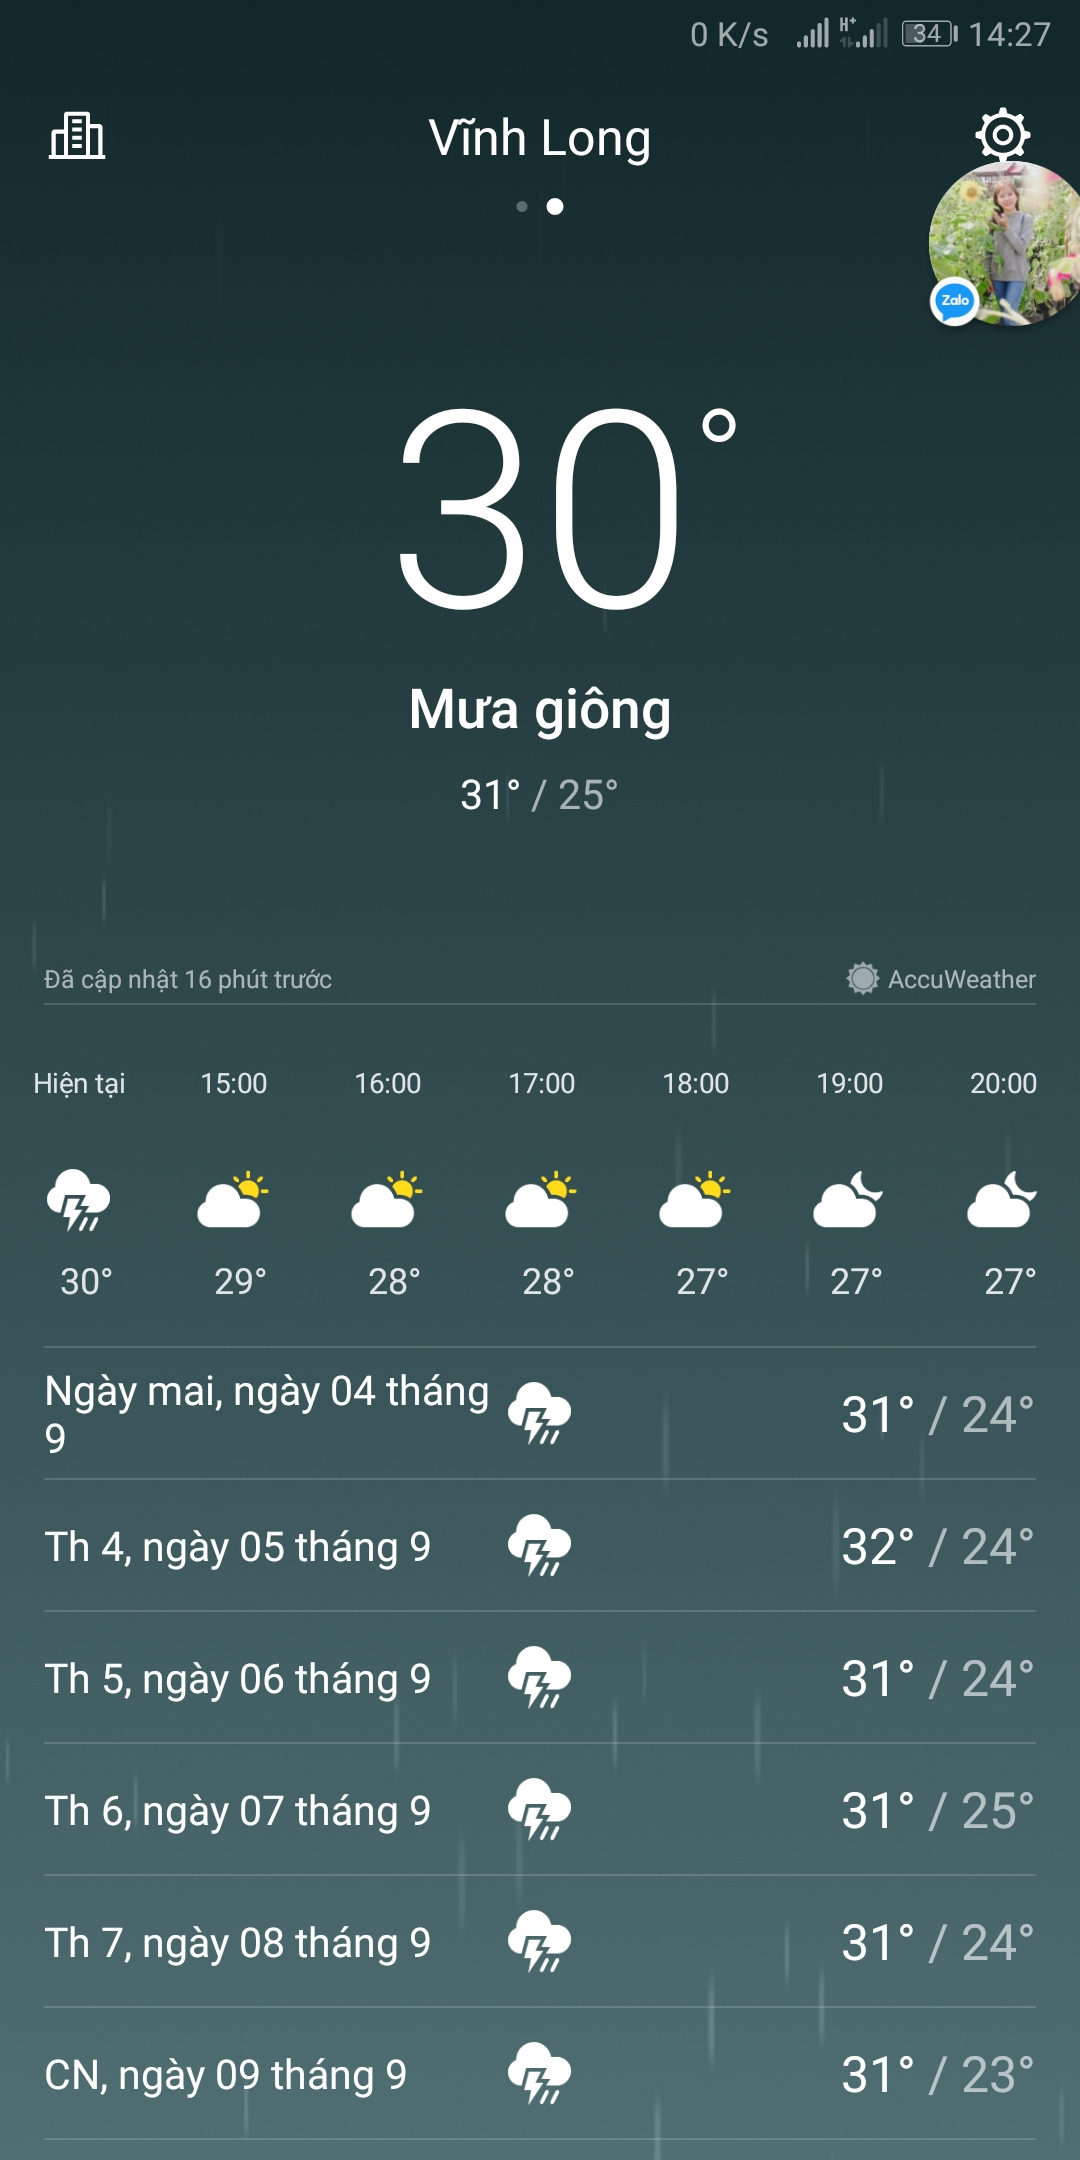 0 K/s H+ 34 14:27
Vĩnh Long
Zalo
30°
Mưa giông
31° / 25°
Đã cập nhật 16 phút trước AccuWeather
Hiện tại 15:00 16:00 17:00 18:00 19:00 20:00
30° 29° 28° 28° 27° 27° 27°
Ngày mai, ngày 04 tháng
9
31° / 24°
Th 4, ngày 05 tháng 9 32° / 24°
Th 5, ngày 06 tháng 9 31° / 24°
Th 6, ngày 07 tháng 9 31° / 25°
Th 7, ngày 08 tháng 9 31° / 24°
CN, ngày 09 tháng 9 31° / 23°